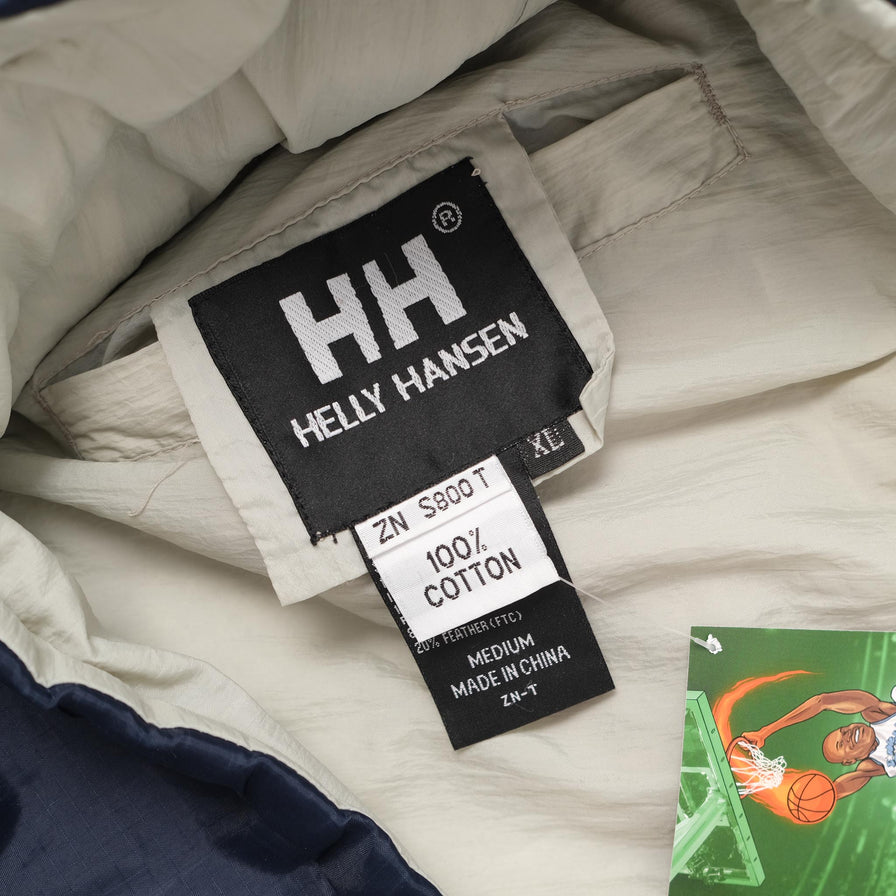 ®
HH
HELLY HANSEN
XL
ZN S800 T
100%
COTTON
20% FEATHER(FTC)
MEDIUM
MADE IN CHINA
ZN-T